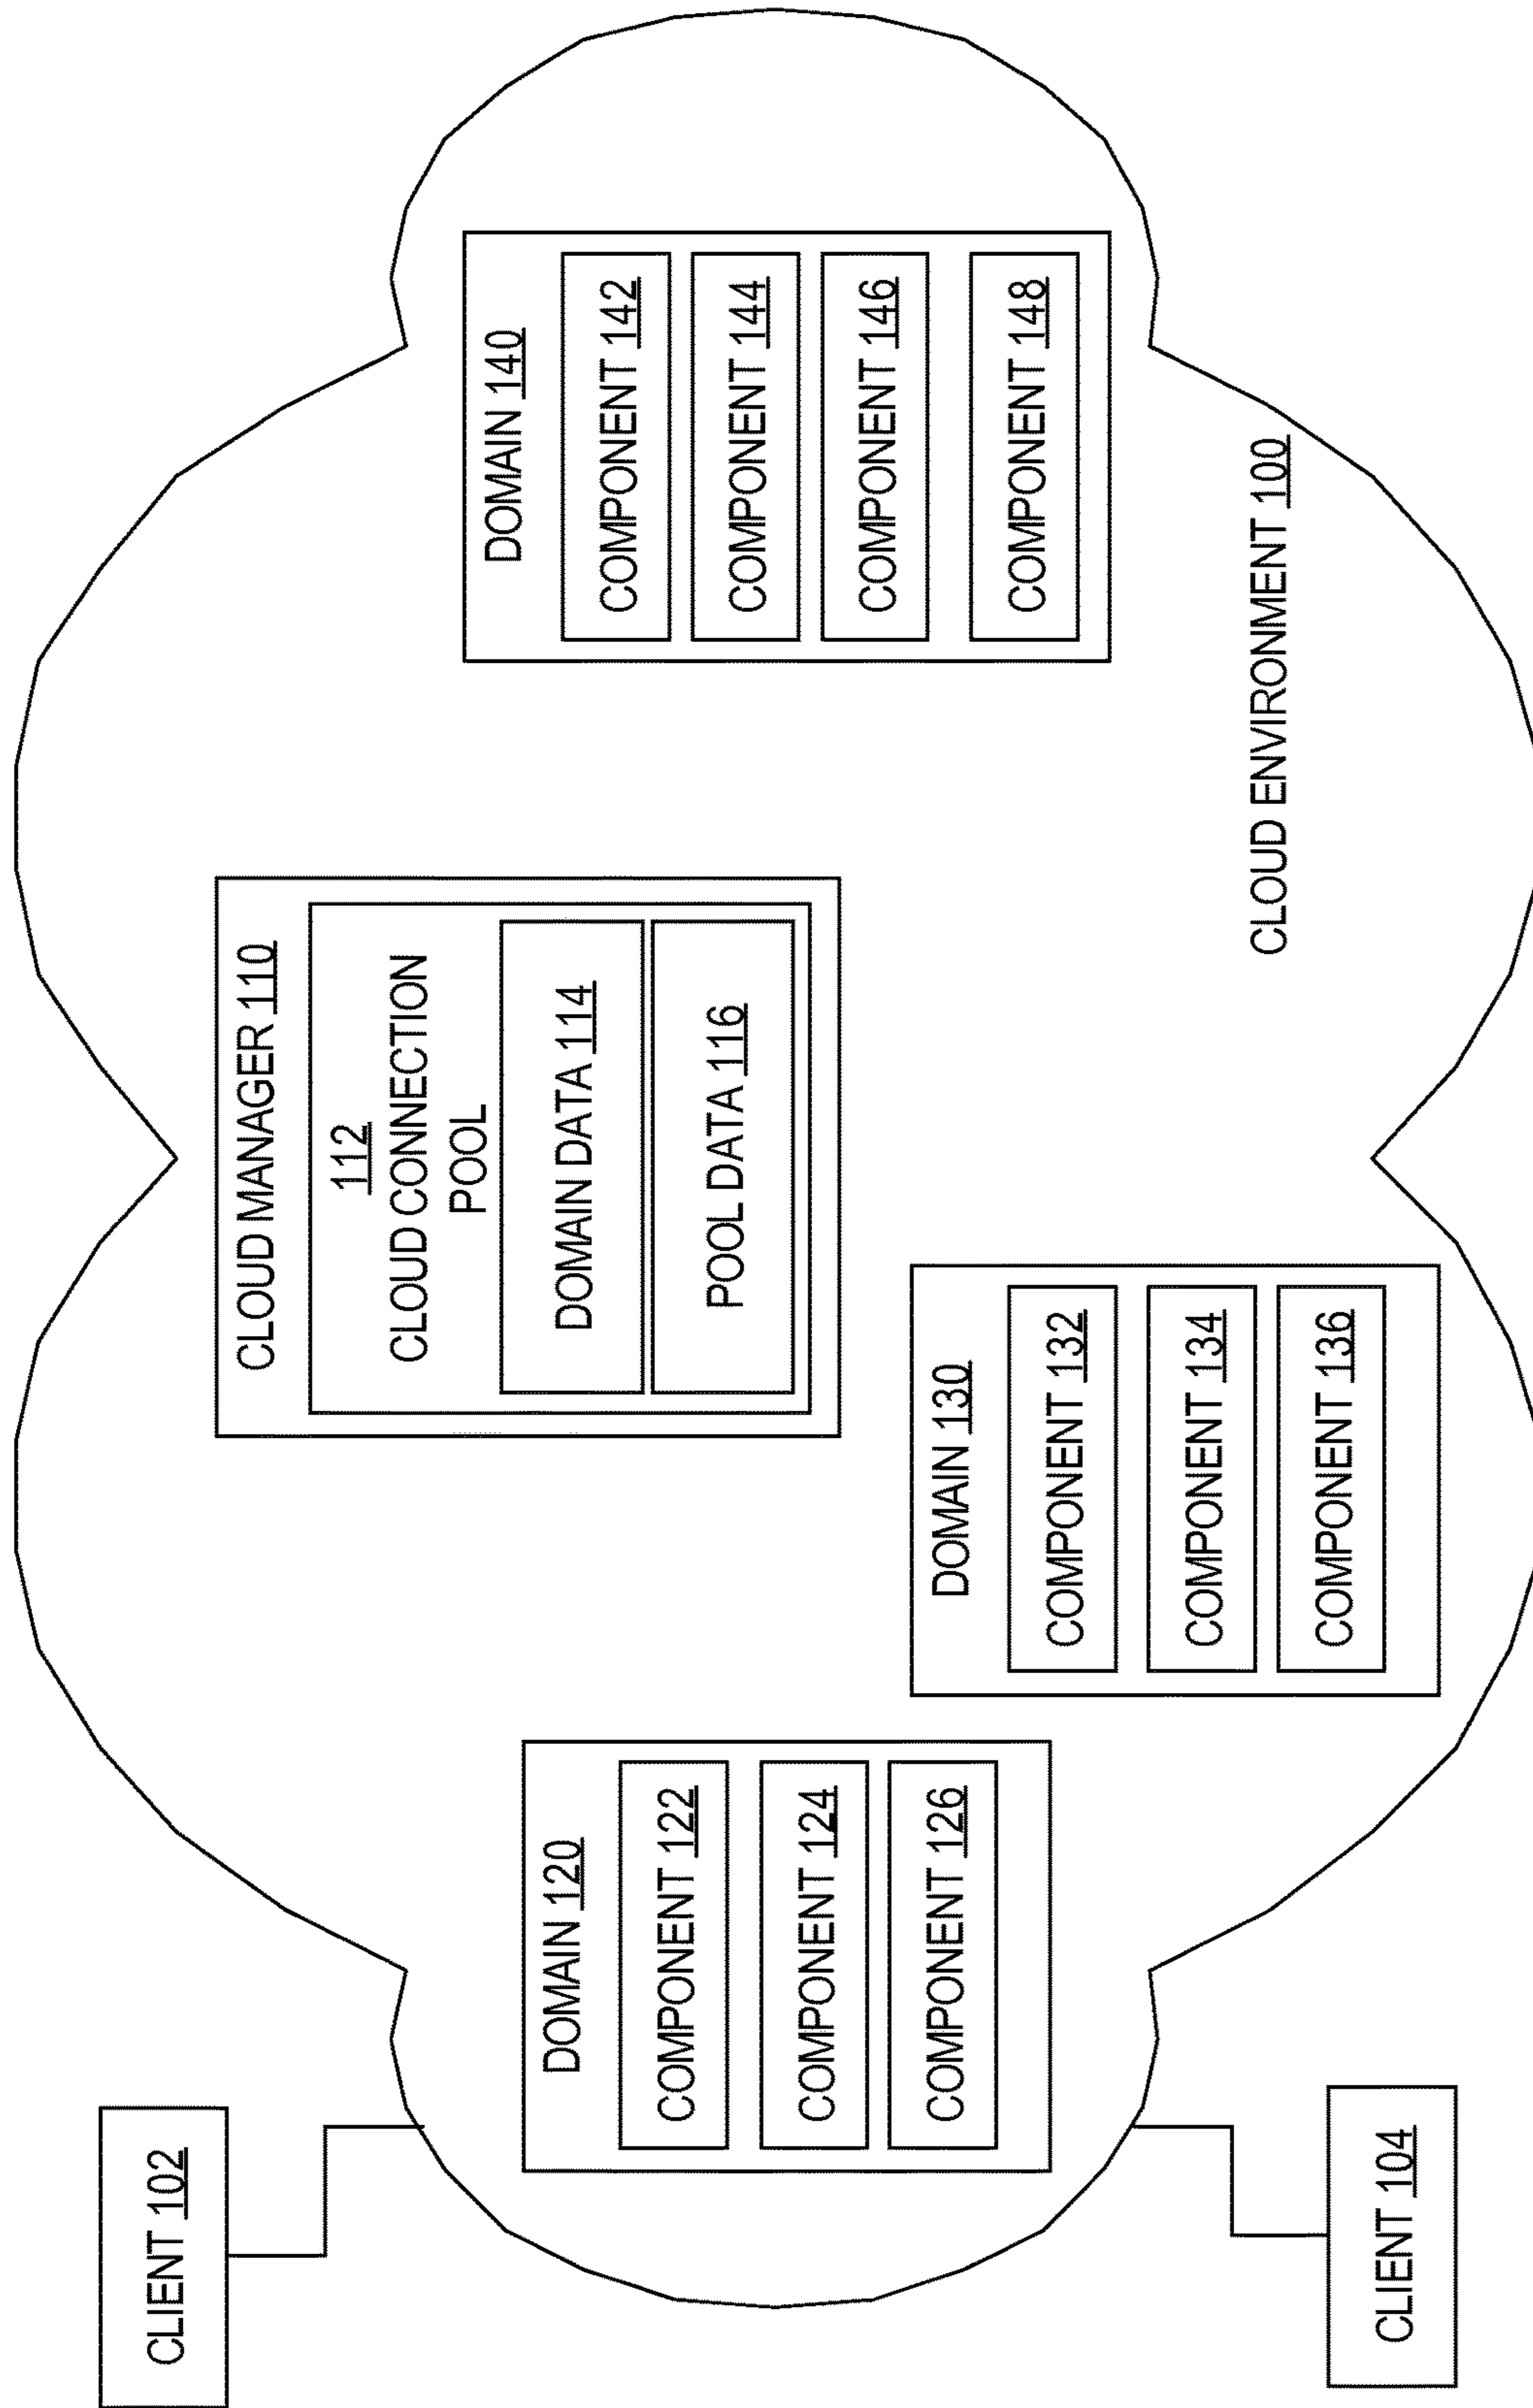 CLIENT 102
CLIENT 104
CLOUD MANAGER 110
112
CLOUD CONNECTION
POOL
DOMAIN DATA 114
POOL DATA 116
DOMAIN 120
COMPONENT 122
COMPONENT 124
COMPONENT 126
DOMAIN 130
COMPONENT 132
COMPONENT 134
COMPONENT 136
DOMAIN 140
COMPONENT 142
COMPONENT 144
COMPONENT 146
COMPONENT 148
CLOUD ENVIRONMENT 100